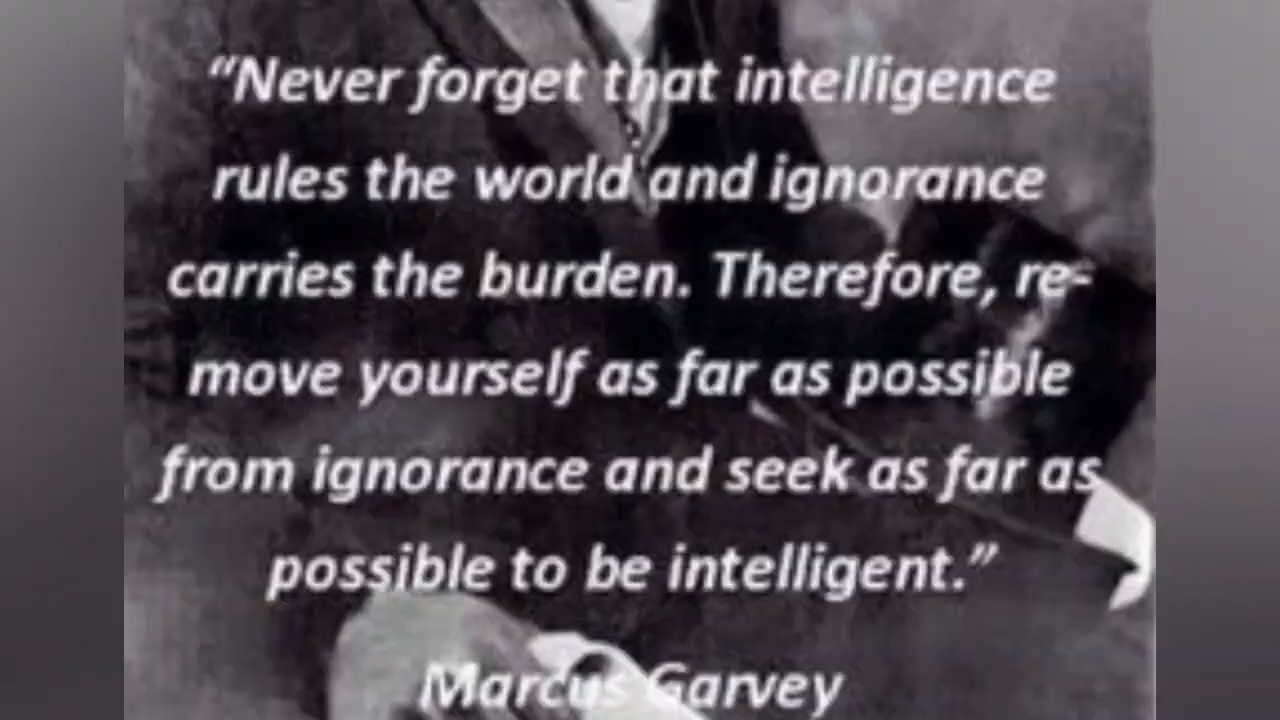 “Never forget that intelligence
rules the world and ignorance
carries the burden. Therefore, re-
move yourself as far as possible
from ignorance and seek as far as
possible to be intelligent.”
Marcus Garvey